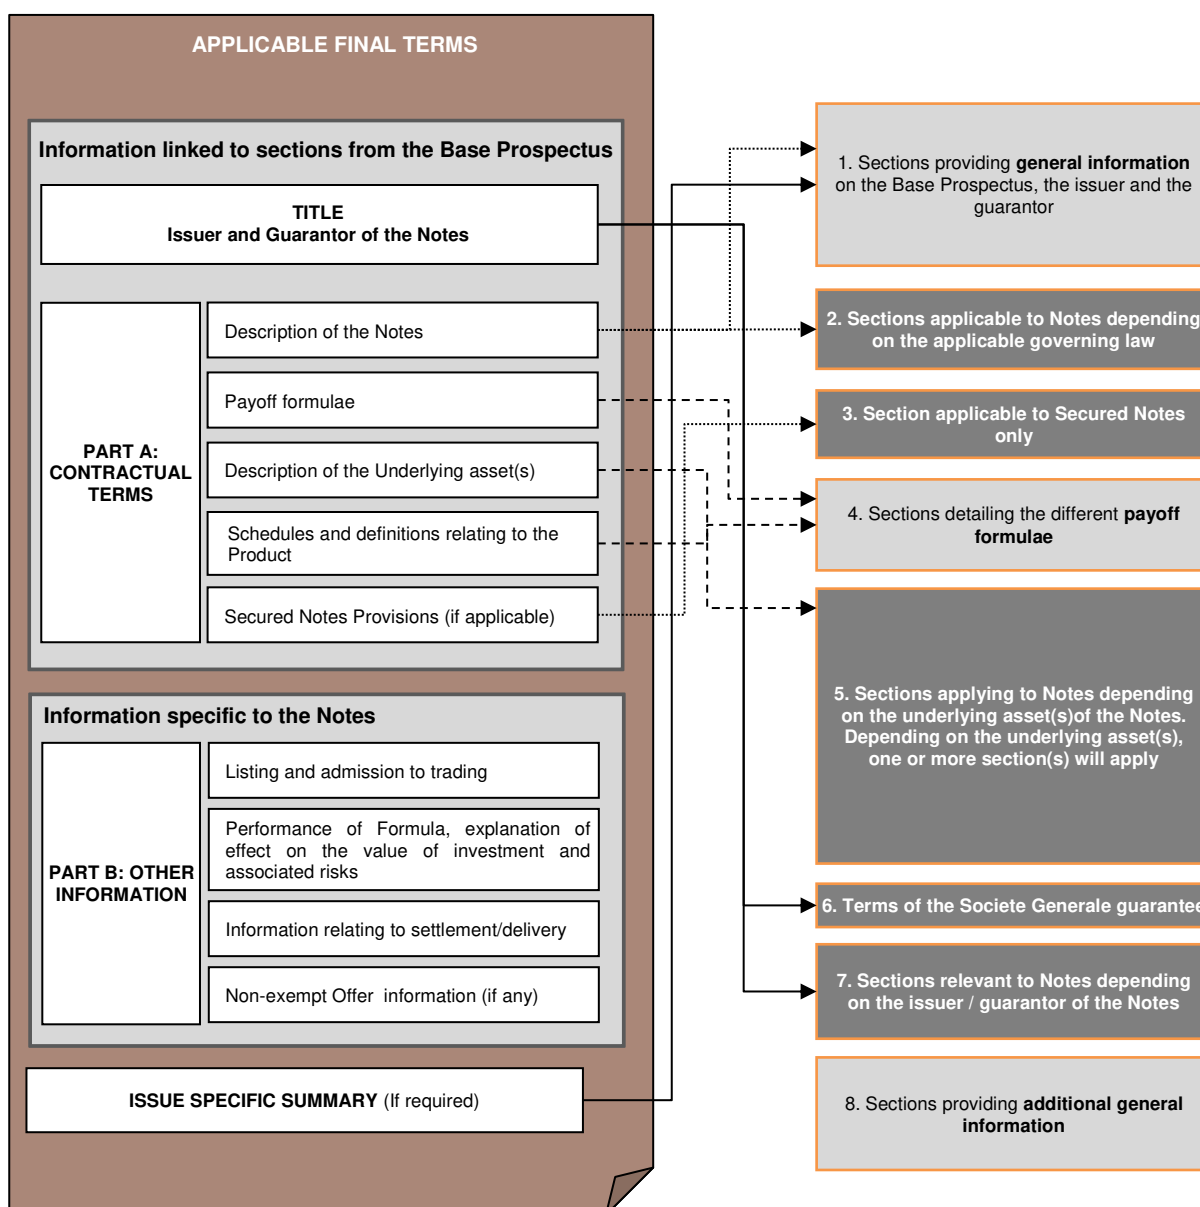 APPLICABLE FINAL TERMS
Information linked to sections from the Base Prospectus
TITLE
Issuer and Guarantor of the Notes
PART A:
CONTRACTUAL
TERMS
Description of the Notes
Payoff formulae
Description of the Underlying asset(s)
Schedules and definitions relating to the
Product
Secured Notes Provisions (if applicable)
Information specific to the Notes
PART B: OTHER
INFORMATION
Listing and admission to trading
Performance of Formula, explanation of
effect on the value of investment and
associated risks
Information relating to settlement/delivery
Non-exempt Offer information (if any)
ISSUE SPECIFIC SUMMARY (If required)
1. Sections providing general information
on the Base Prospectus, the issuer and the
guarantor
2. Sections applicable to Notes depending
on the applicable governing law
3. Section applicable to Secured Notes
only
4. Sections detailing the different payoff
formulae
5. Sections applying to Notes depending
on the underlying asset(s)of the Notes.
Depending on the underlying asset(s),
one or more section(s) will apply
6. Terms of the Societe Generale guarantee
7. Sections relevant to Notes depending
on the issuer / guarantor of the Notes
8. Sections providing additional general
information